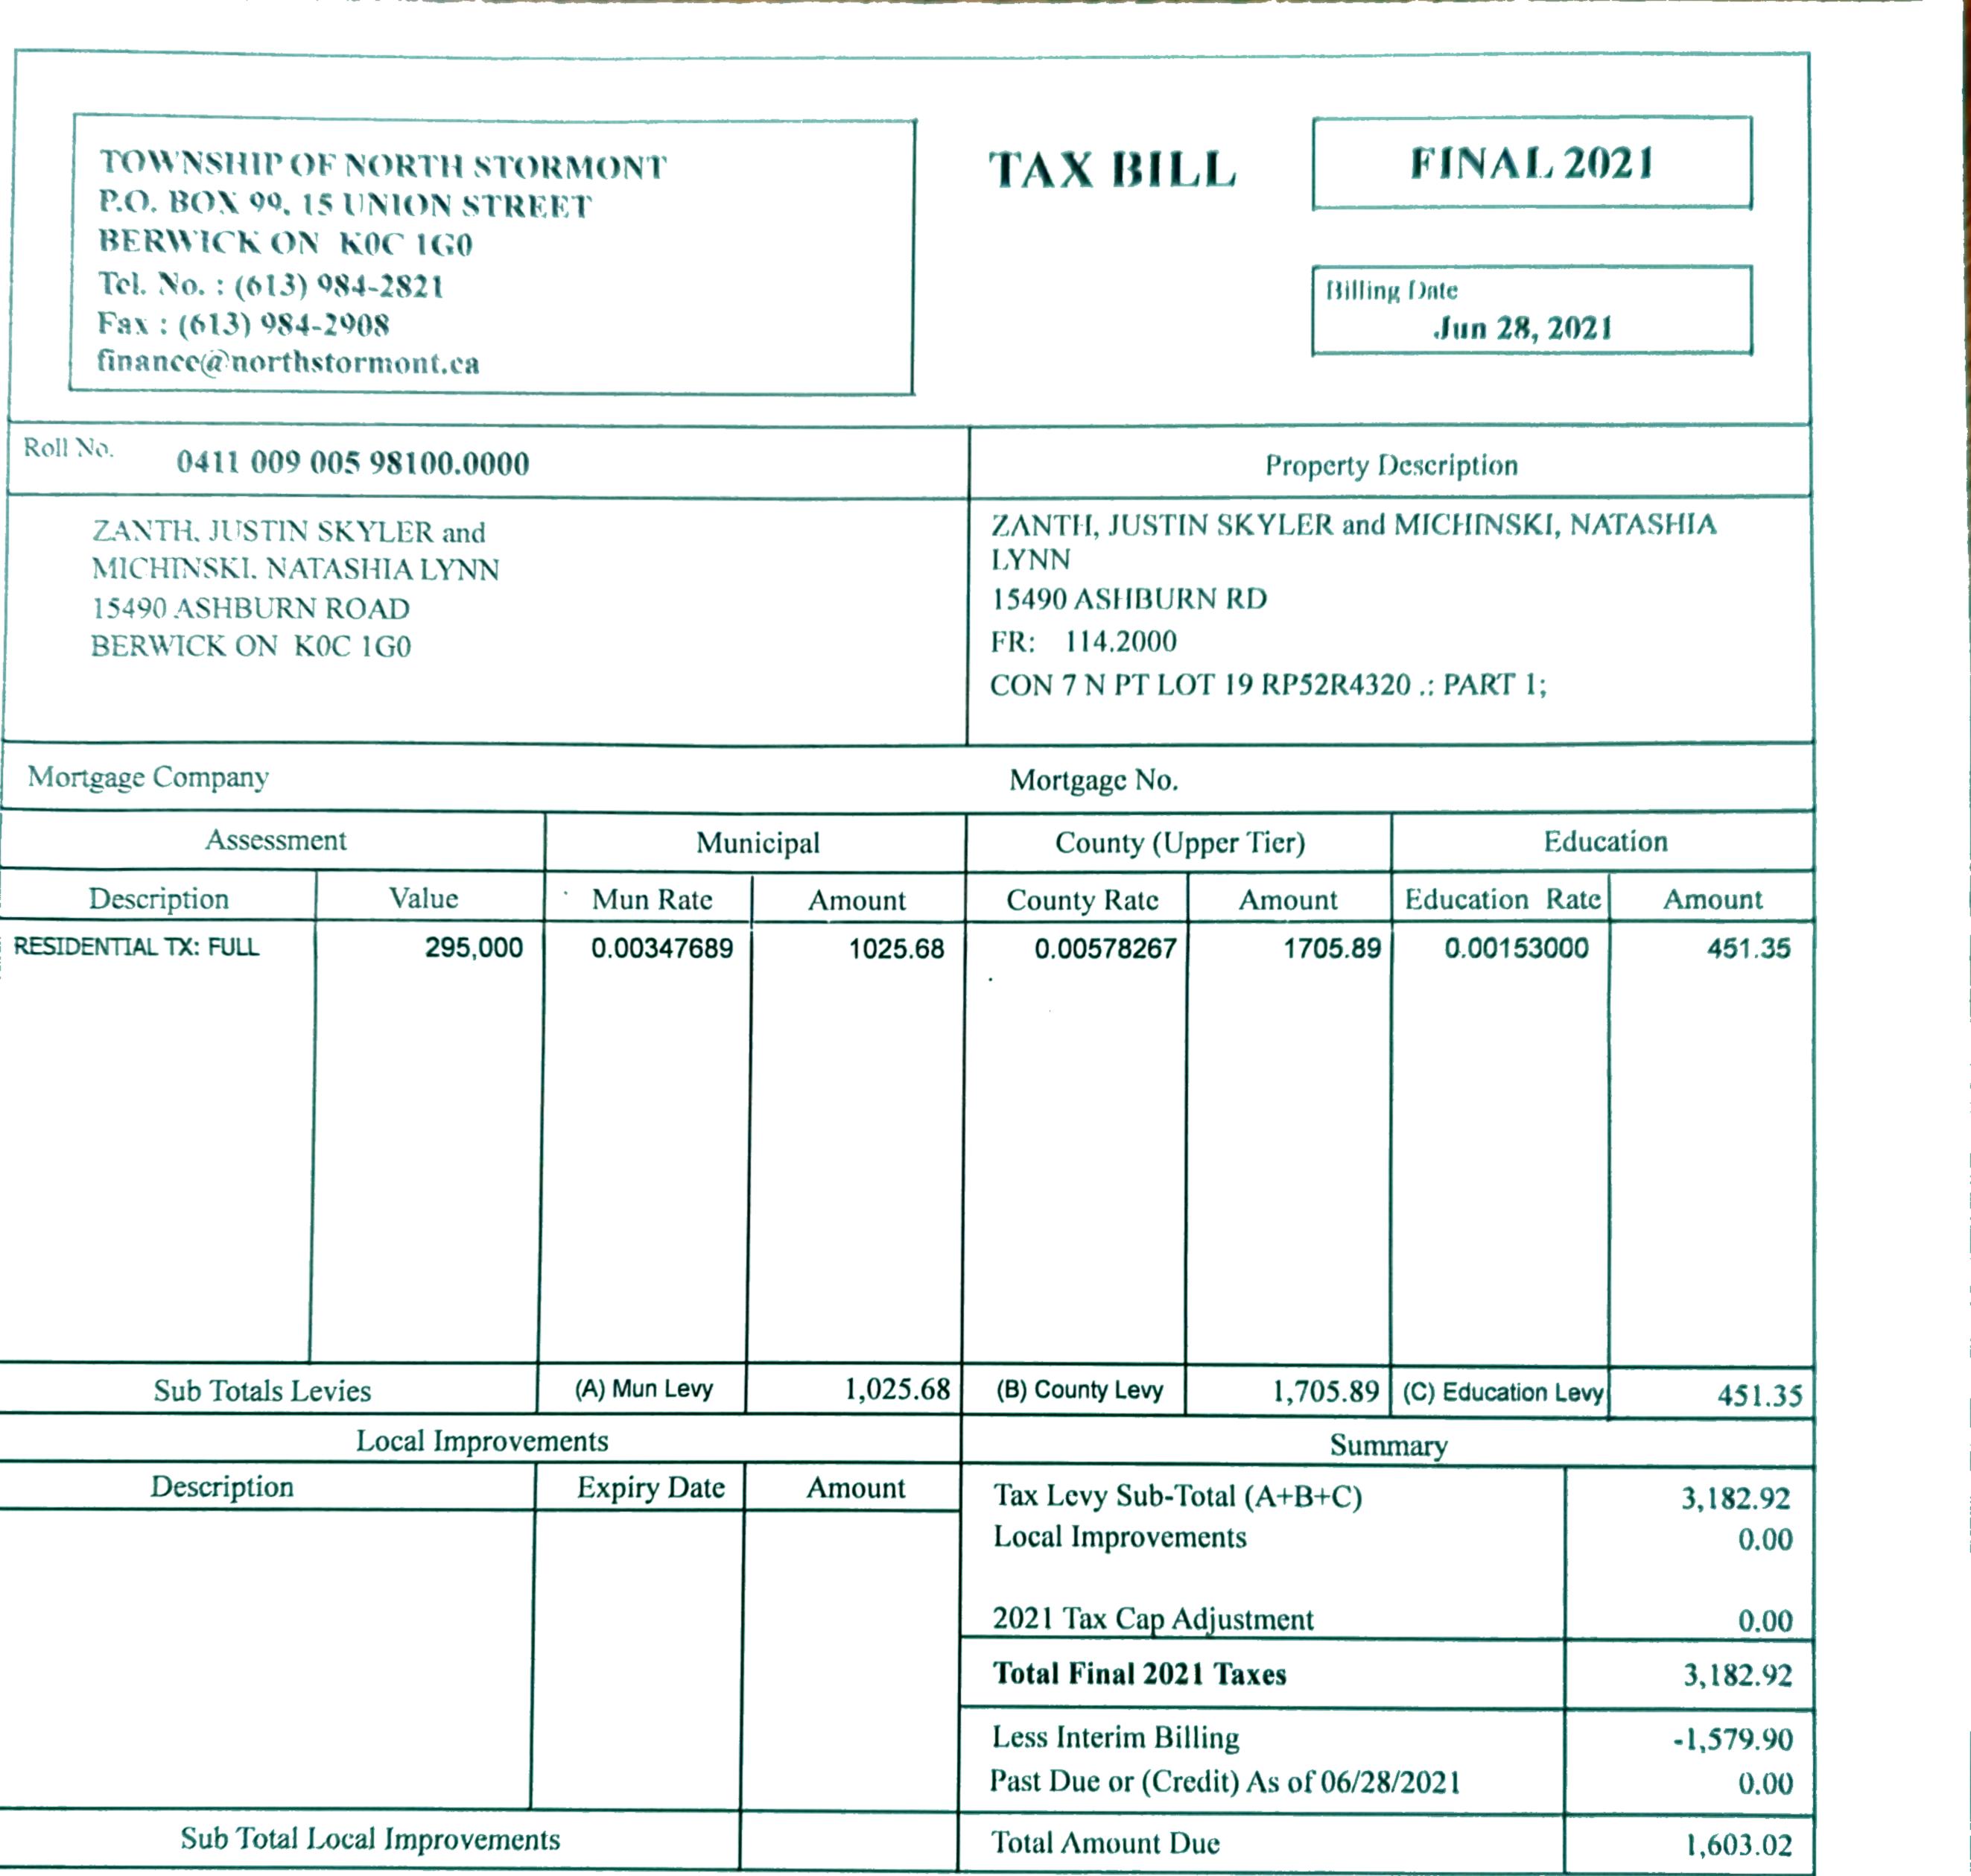 TOWNSHIP OF NORTH STORMONT
P.O. BOX 99, 15 UNION STREET
BERWICK ON K0C 1G0
Tel. No. : (613) 984-2821
Fax : (613) 984-2908
finance@northstormont.ca
TAX BILL
FINAL 2021
Billing Date
Jun 28, 2021
Roll No. 0411 009 005 98100.0000
Property Description
ZANTH, JUSTIN SKYLER and
MICHINSKI, NATASHIA LYNN
15490 ASHBURN ROAD
BERWICK ON K0C 1G0
ZANTH, JUSTIN SKYLER and MICHINSKI, NATASHIA
LYNN
15490 ASHBURN RD
FR: 114.2000
CON 7 N PT LOT 19 RP52R4320 .: PART 1;
Mortgage Company Mortgage No.
Assessment Municipal County (Upper Tier) Education
Description Value Mun Rate Amount County Rate Amount Education Rate Amount
RESIDENTIAL TX: FULL 295,000 0.00347689 1025.68 0.00578267 1705.89 0.00153000 451.35
Sub Totals Levies (A) Mun Levy 1,025.68 (B) County Levy 1,705.89 (C) Education Levy 451.35
Local Improvements
Description Expiry Date Amount
Sub Total Local Improvements
Summary
Tax Levy Sub-Total (A+B+C) 3,182.92
Local Improvements 0.00
2021 Tax Cap Adjustment 0.00
Total Final 2021 Taxes 3,182.92
Less Interim Billing -1,579.90
Past Due or (Credit) As of 06/28/2021 0.00
Total Amount Due 1,603.02